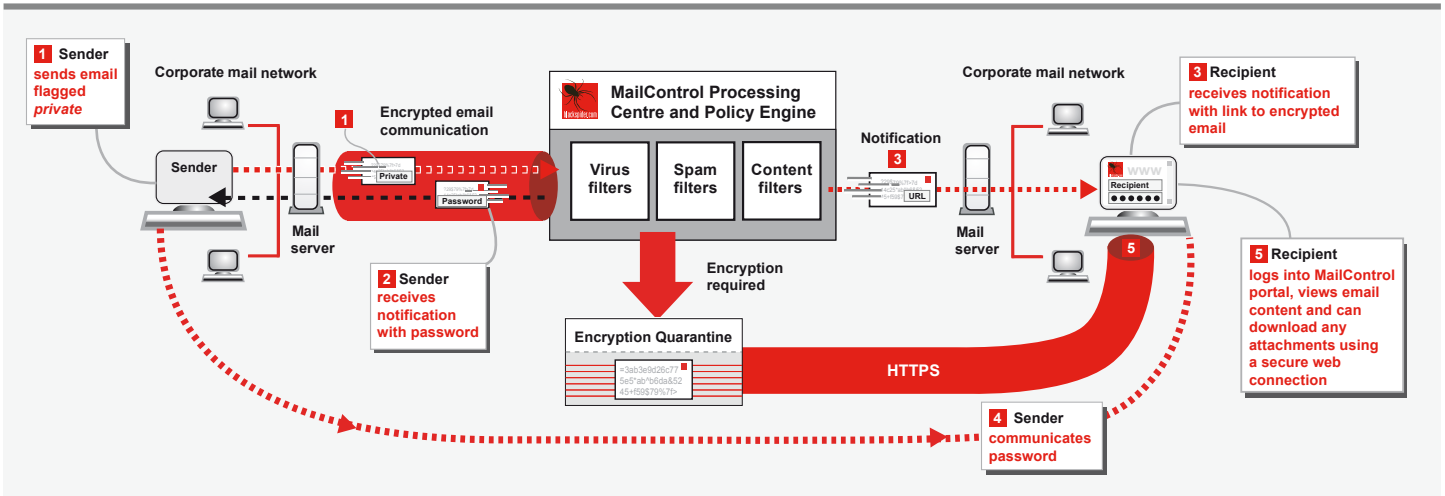 1 Sender
sends email
flagged
private
Corporate mail network
Sender
Mail
server
1
Encrypted email
communication
Private
Password
2 Sender
receives
notification
with password
blackspider.com
MailControl Processing
Centre and Policy Engine
Virus
filters
Spam
filters
Content
filters
Encryption
required
Encryption Quarantine
=3ab3e9d26c77
5e5*ab^b6da&52
45+f59$79%7f>
HTTPS
Notification
3
URL
Corporate mail network
Mail
server
3 Recipient
receives notification
with link to encrypted
email
WWW
Recipient
5
5 Recipient
logs into MailControl
portal, views email
content and can
download any
attachments using
a secure web
connection
4 Sender
communicates
password